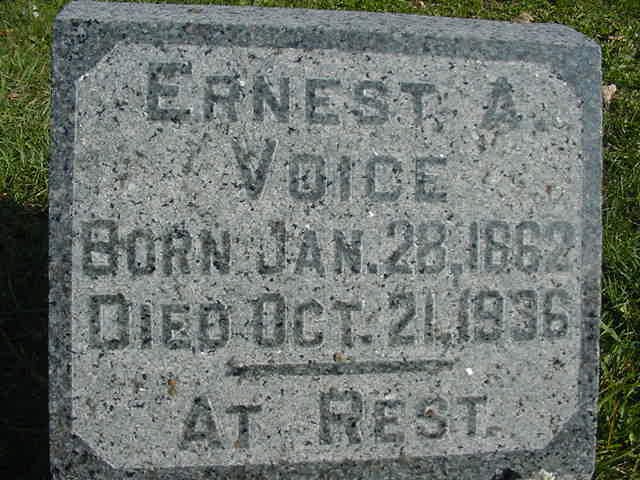 ERNEST A.
VOICE
BORN JAN. 28, 1862
DIED OCT. 21, 1936
AT REST.